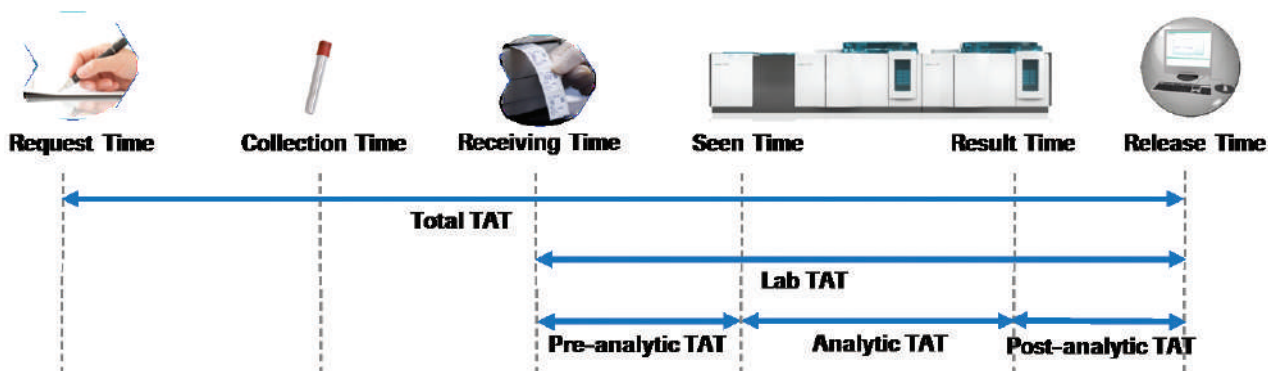 Request Time Collection Time Receiving Time Seen Time Result Time Release Time
Total TAT
Lab TAT
Pre-analytic TAT Analytic TAT Post-analytic TAT